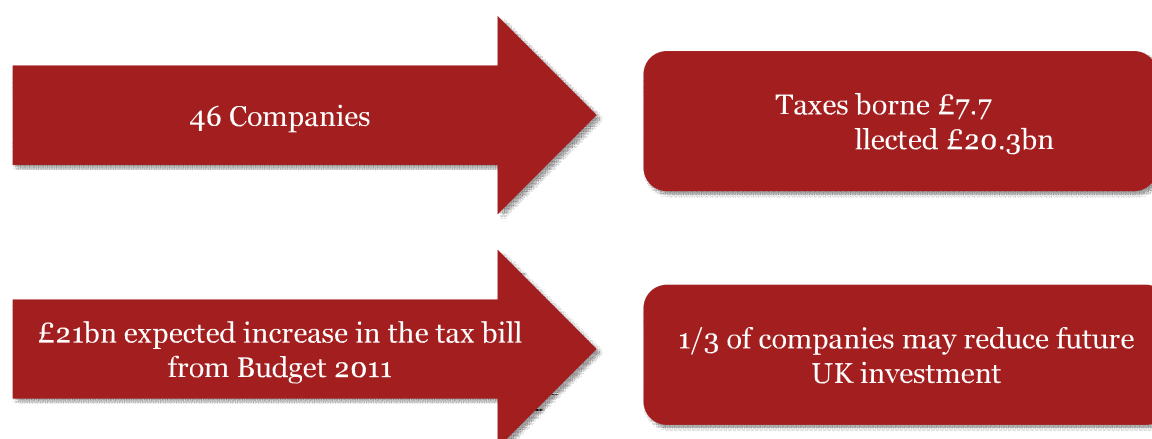 46 Companies
Taxes borne £7.7
llected £20.3bn
£21bn expected increase in the tax bill
from Budget 2011
1/3 of companies may reduce future
UK investment